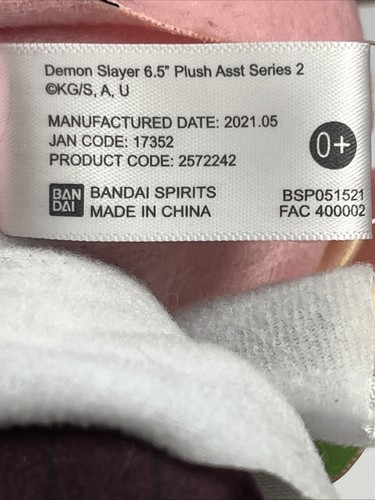 Demon Slayer 6.5" Plush Asst Series 2
©KG/S, A, U
MANUFACTURED DATE: 2021.05
JAN CODE: 17352
PRODUCT CODE: 2572242
0+
BAN
DAI
BANDAI SPIRITS
MADE IN CHINA
BSP051521
FAC 400002